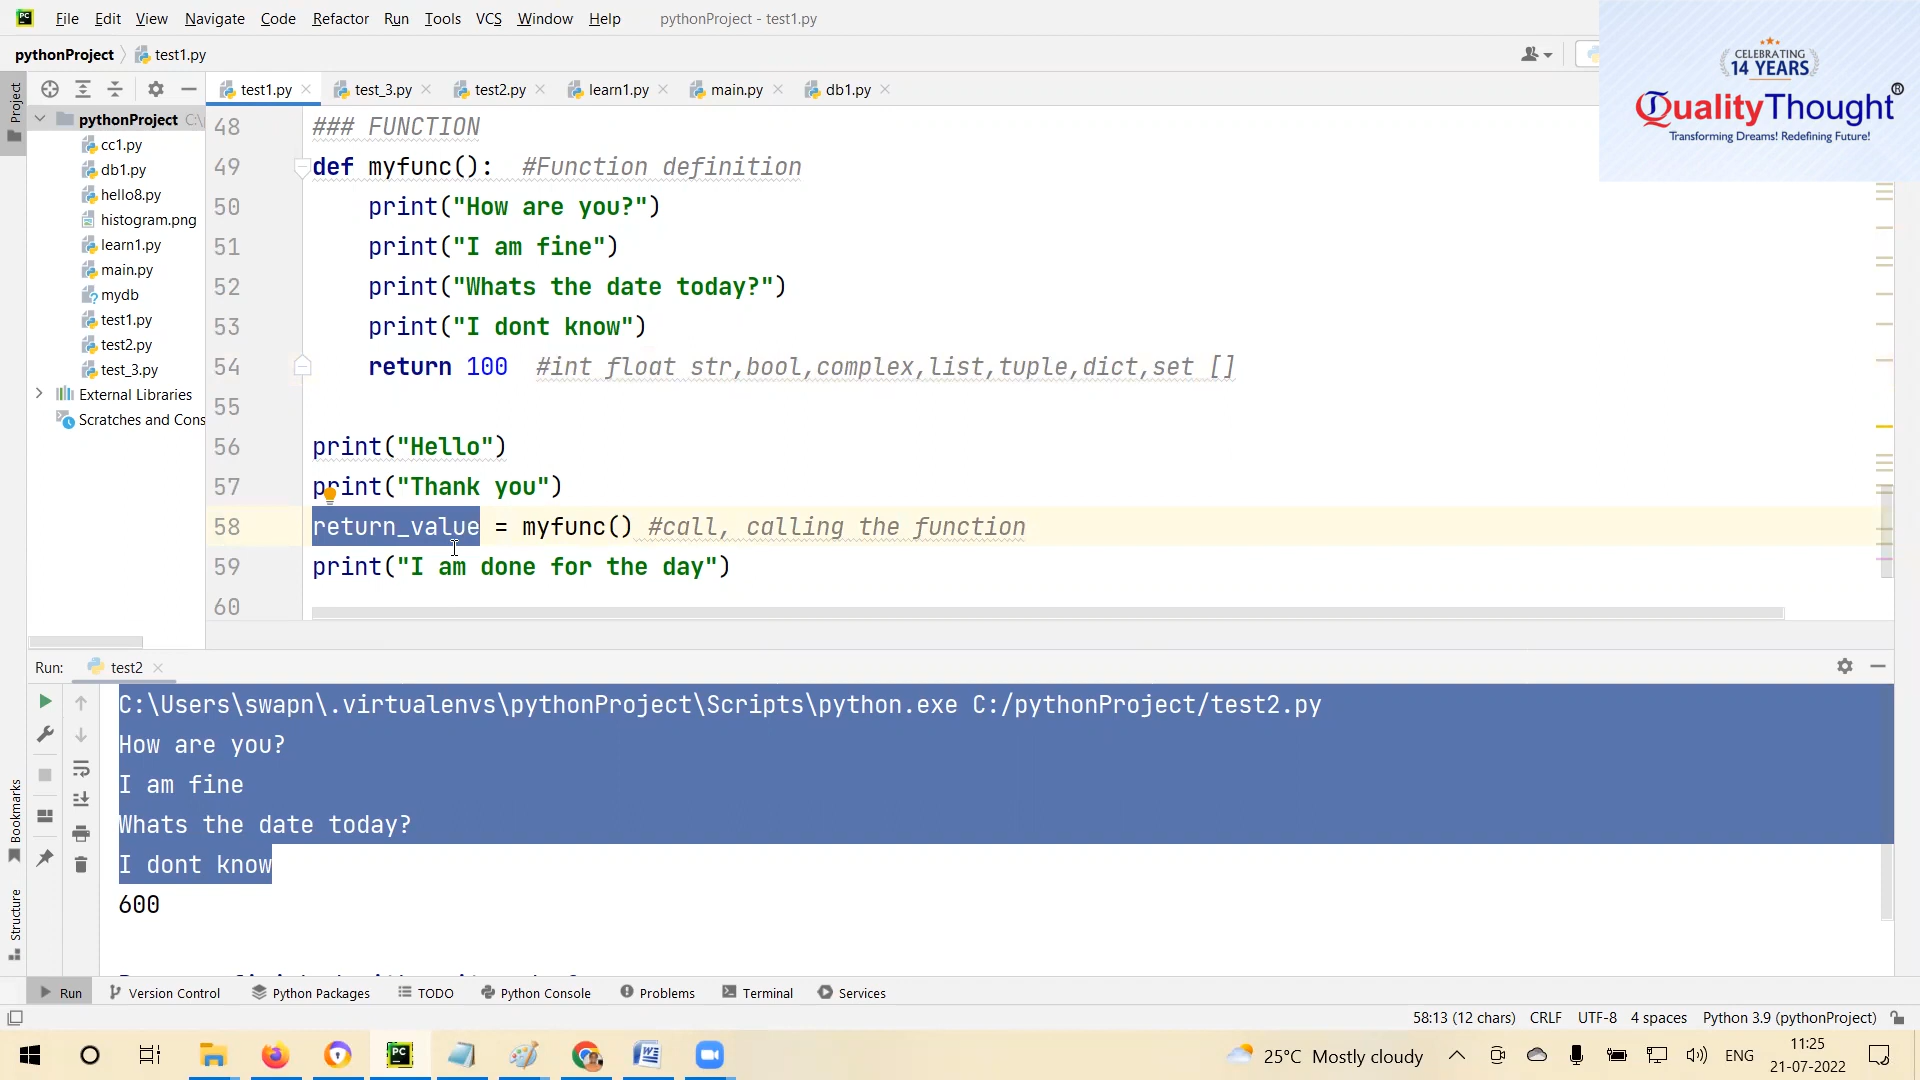 File Edit View Navigate Code Refactor Run Tools VCS Window Help pythonProject - test1.py
pythonProject test1.py
CELEBRATING
14 YEARS
QualityThought®
Transforming Dreams! Redefining Future!
Project
test1.py test_3.py test2.py learn1.py main.py db1.py
pythonProject C:\
cc1.py
db1.py
hello8.py
histogram.png
learn1.py
main.py
mydb
test1.py
test2.py
test_3.py
External Libraries
Scratches and Cons
48 ### FUNCTION
49 def myfunc():  #Function definition
50     print("How are you?")
51     print("I am fine")
52     print("Whats the date today?")
53     print("I dont know")
54     return 100  #int float str,bool,complex,list,tuple,dict,set []
55
56 print("Hello")
57 print("Thank you")
58 return_value = myfunc() #call, calling the function
59 print("I am done for the day")
60
Run: test2
C:\Users\swapn\.virtualenvs\pythonProject\Scripts\python.exe C:/pythonProject/test2.py
How are you?
I am fine
Whats the date today?
I dont know
600
Bookmarks
Structure
Run Version Control Python Packages TODO Python Console Problems Terminal Services
58:13 (12 chars) CRLF UTF-8 4 spaces Python 3.9 (pythonProject)
25°C Mostly cloudy ENG 11:25
21-07-2022